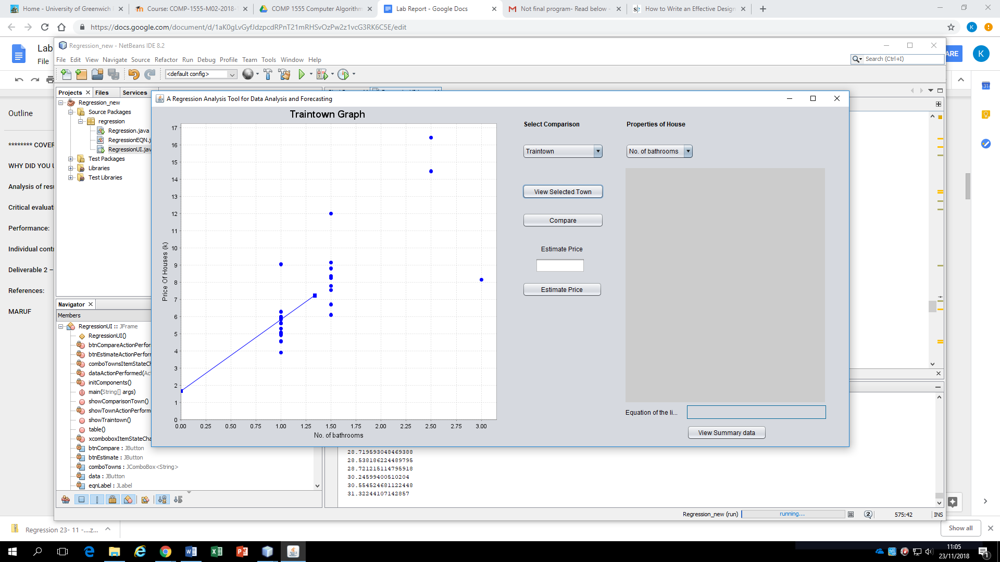 Home - University of Greenwich
Course: COMP-1555-M02-2018-
COMP 1555 Computer Algorithm
Lab Report - Google Docs
Not final program- Read below -
How to Write an Effective Design
https://docs.google.com/document/d/1aK0gLvGyfJdzpcdRPnT21mRHSvOzPw2z1vcG3RK6C5E/edit
K
Lab
File
ARE
K
Regression_new - NetBeans IDE 8.2
File Edit View Navigate Source Refactor Run Debug Profile Team Tools Window Help
Search (Ctrl+I)
<default config>
Projects Files Services
Regression_new
Source Packages
regression
Regression.java
RegressionEQN.j
RegressionUI.jav
Test Packages
Libraries
Test Libraries
Outline
******** COVER
WHY DID YOU U
Analysis of resu
Critical evaluat
Performance:
Individual contr
Deliverable 2 –
References:
MARUF
Navigator
Members
RegressionUI :: JFrame
RegressionUI()
btnCompareActionPerfor
btnEstimateActionPerform
comboTownsItemStateCh
dataActionPerformed(Ac
initComponents()
main(String[] args)
showComparisonTown()
showTownActionPerform
showTraintown()
table()
xcomboboxItemStateCha
btnCompare : JButton
btnEstimate : JButton
comboTowns : JComboBox<String>
data : JButton
eqnLabel : JLabel
A Regression Analysis Tool for Data Analysis and Forecasting
Traintown Graph
Price Of Houses (k)
17
16
15
14
13
12
11
10
9
8
7
6
5
4
3
2
1
0
0.00 0.25 0.50 0.75 1.00 1.25 1.50 1.75 2.00 2.25 2.50 2.75 3.00
No. of bathrooms
Select Comparison
Properties of House
Traintown
No. of bathrooms
View Selected Town
Compare
Estimate Price
Estimate Price
Equation of the li...
View Summary data
28.719593048469388
28.538186224489795
28.721215114795918
30.24599400510204
30.554524681122448
31.32244107142857
Regression_new (run)
running...
2
575:42
INS
Regression 23- 11 -....z...
Show all
11:05
23/11/2018
1